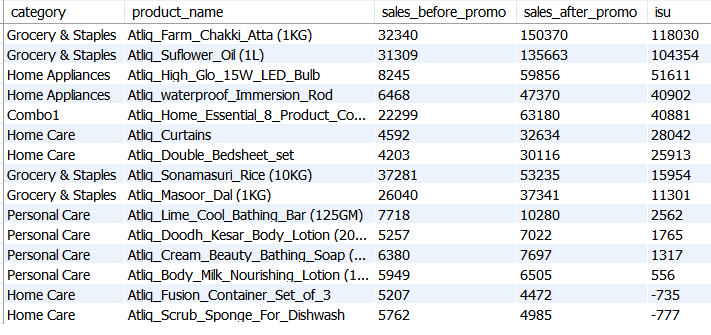 category product_name sales_before_promo sales_after_promo isu
Grocery & Staples Atliq_Farm_Chakki_Atta (1KG) 32340 150370 118030
Grocery & Staples Atliq_Suflower_Oil (1L) 31309 135663 104354
Home Appliances Atliq_High_Glo_15W_LED_Bulb 8245 59856 51611
Home Appliances Atliq_waterproof_Immersion_Rod 6468 47370 40902
Combo1 Atliq_Home_Essential_8_Product_Co... 22299 63180 40881
Home Care Atliq_Curtains 4592 32634 28042
Home Care Atliq_Double_Bedsheet_set 4203 30116 25913
Grocery & Staples Atliq_Sonamasuri_Rice (10KG) 37281 53235 15954
Grocery & Staples Atliq_Masoor_Dal (1KG) 26040 37341 11301
Personal Care Atliq_Lime_Cool_Bathing_Bar (125GM) 7718 10280 2562
Personal Care Atliq_Doodh_Kesar_Body_Lotion (20... 5257 7022 1765
Personal Care Atliq_Cream_Beauty_Bathing_Soap (... 6380 7697 1317
Personal Care Atliq_Body_Milk_Nourishing_Lotion (1... 5949 6505 556
Home Care Atliq_Fusion_Container_Set_of_3 5207 4472 -735
Home Care Atliq_Scrub_Sponge_For_Dishwash 5762 4985 -777